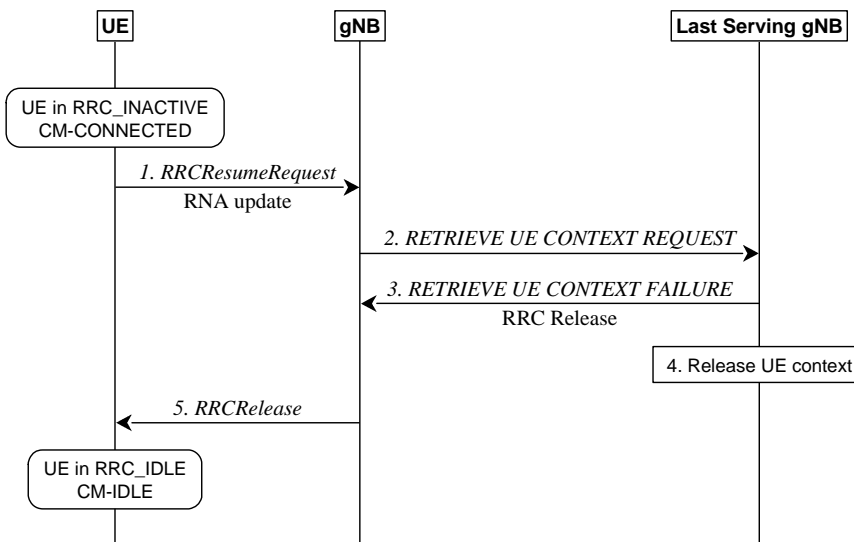 UE
gNB
Last Serving gNB
UE in RRC_INACTIVE
CM-CONNECTED
1. RRCResumeRequest
RNA update
2. RETRIEVE UE CONTEXT REQUEST
3. RETRIEVE UE CONTEXT FAILURE
RRC Release
4. Release UE context
5. RRCRelease
UE in RRC_IDLE
CM-IDLE